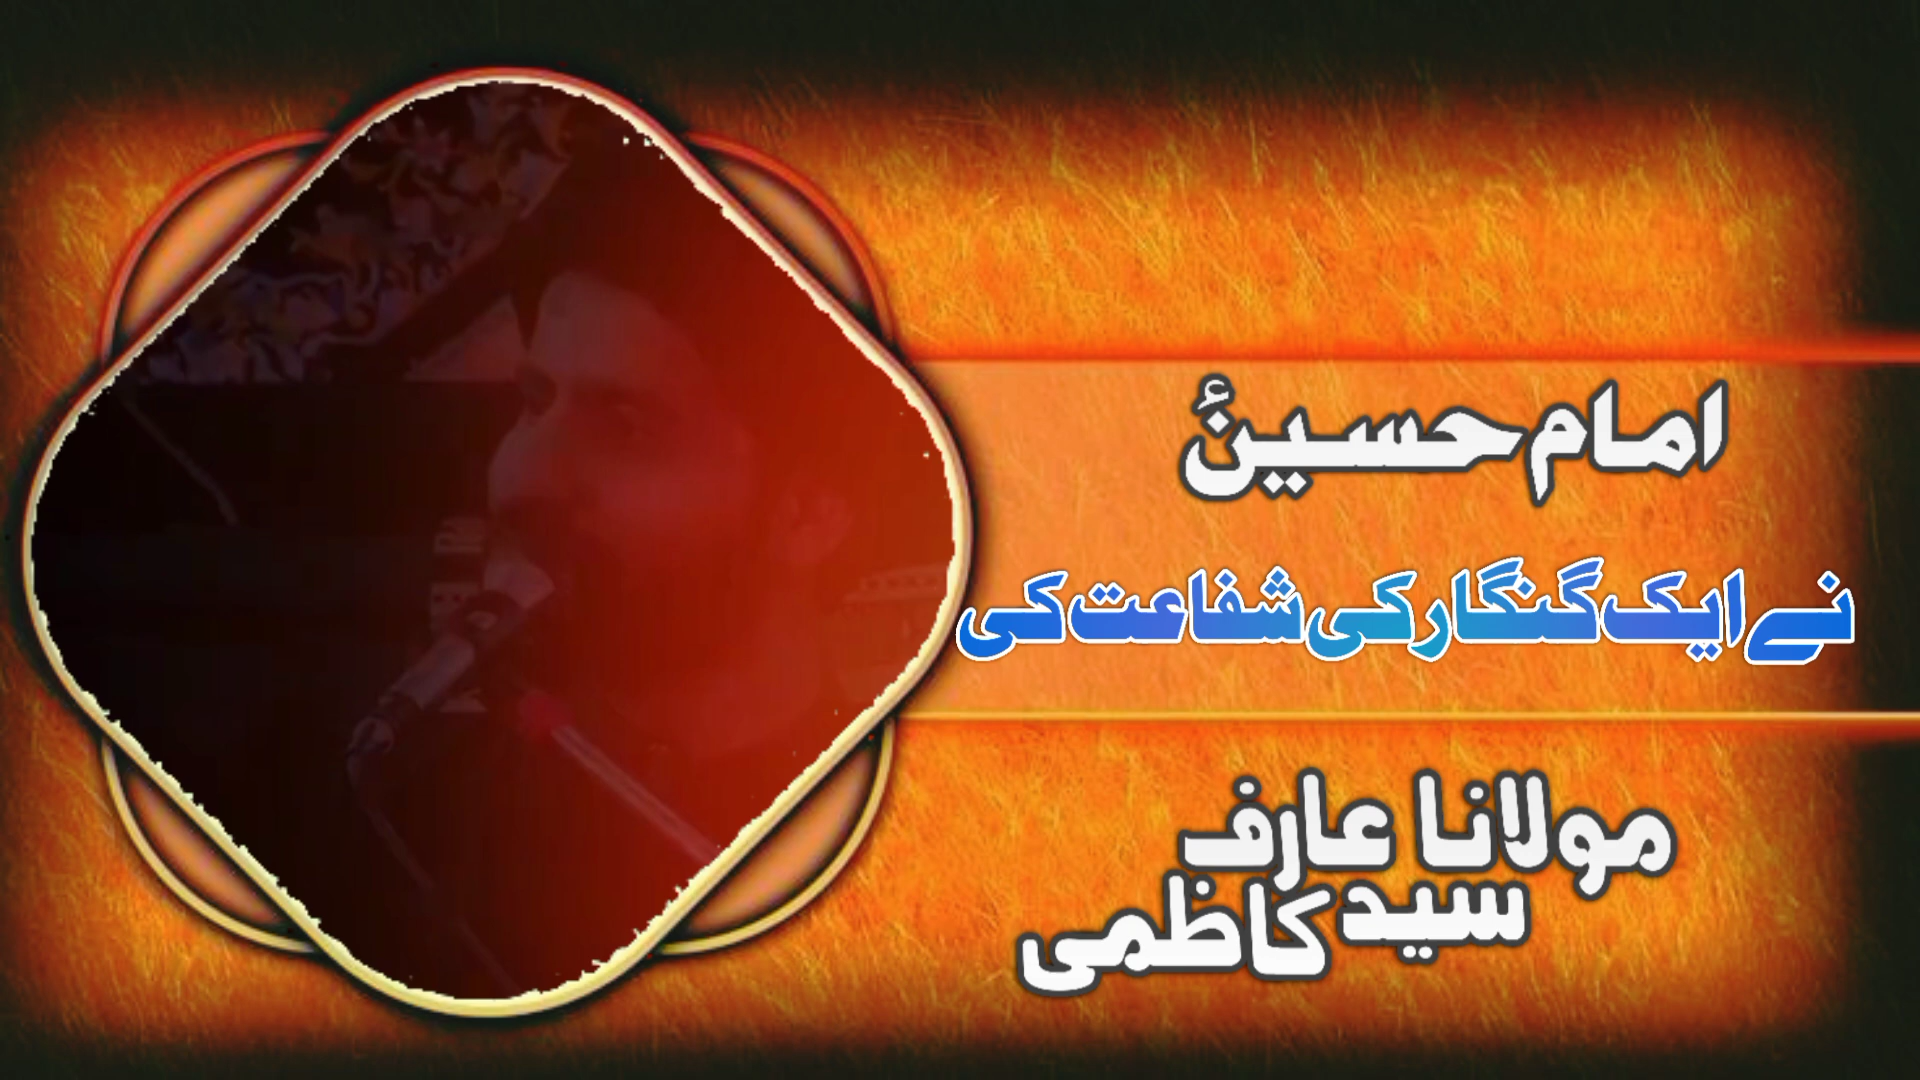 امام حسینؑ
نے ایک گنگار کی شفاعت کی
مولانا عارف
سید کاظمی